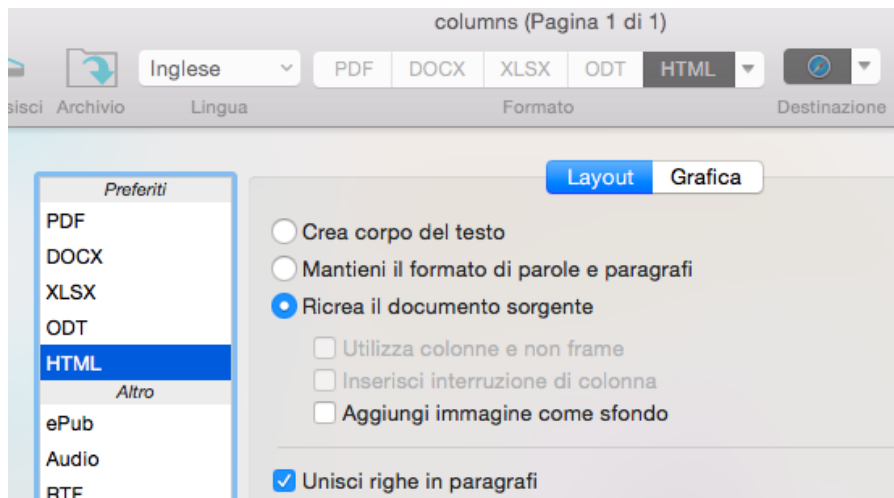 columns (Pagina 1 di 1)
Inglese PDF DOCX XLSX ODT HTML
sisci Archivio Lingua Formato Destinazione
Layout Grafica
Preferiti
PDF
DOCX
XLSX
ODT
HTML
Altro
ePub
Audio
RTF
Crea corpo del testo
Mantieni il formato di parole e paragrafi
Ricrea il documento sorgente
Utilizza colonne e non frame
Inserisci interruzione di colonna
Aggiungi immagine come sfondo
Unisci righe in paragrafi